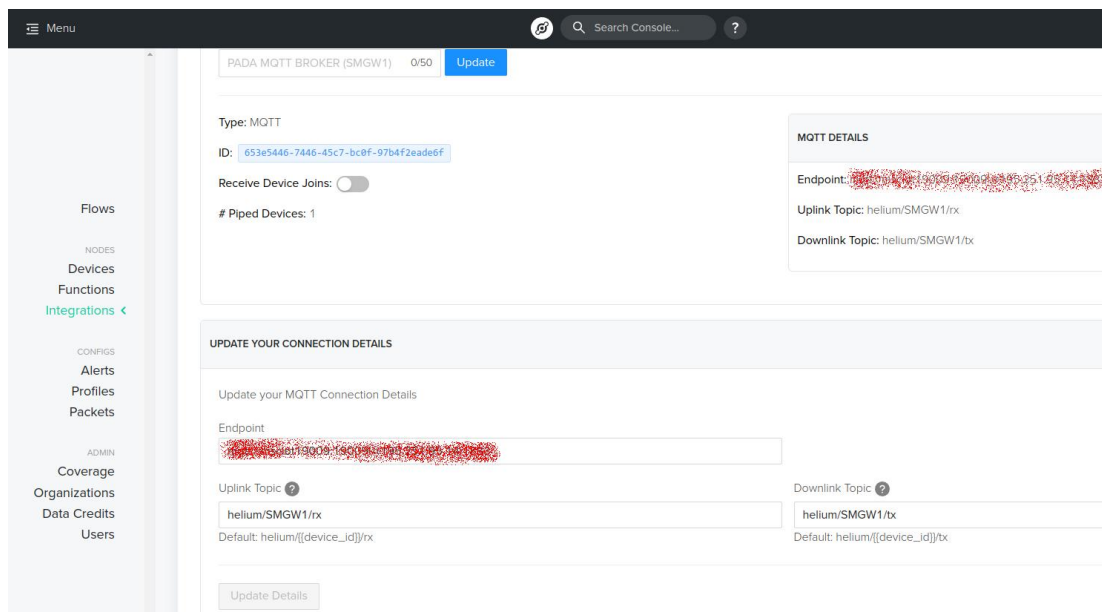 Menu
Search Console...
?
PADA MQTT BROKER (SMGW1) 0/50 Update
Type: MQTT
ID: 653e5446-7446-45c7-bc0f-97b4f2eade6f
Receive Device Joins:
# Piped Devices: 1
MQTT DETAILS
Endpoint:
Uplink Topic: helium/SMGW1/rx
Downlink Topic: helium/SMGW1/tx
Flows
NODES
Devices
Functions
Integrations <
CONFIGS
Alerts
Profiles
Packets
ADMIN
Coverage
Organizations
Data Credits
Users
UPDATE YOUR CONNECTION DETAILS
Update your MQTT Connection Details
Endpoint
Uplink Topic ?
helium/SMGW1/rx
Default: helium/{{device_id}}/rx
Downlink Topic ?
helium/SMGW1/tx
Default: helium/{{device_id}}/tx
Update Details